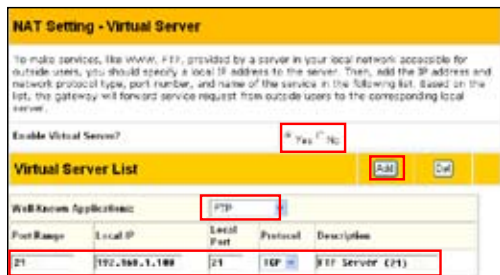 NAT Setting - Virtual Server
To make services, like WWW, FTP, provided by a server in your local network accessible for
outside users, you should specify a local IP address to the server. Then, add the IP address and
network protocol type, port number, and name of the service in the following list. Based on the
list, the gateway will forward service request from outside users to the corresponding local
server.
Enable Virtual Server? Yes No
Virtual Server List Add Del
Well-Known Applications: FTP
Port Range Local IP Local Port Protocol Description
21 192.168.1.100 21 TCP FTP Server (21)